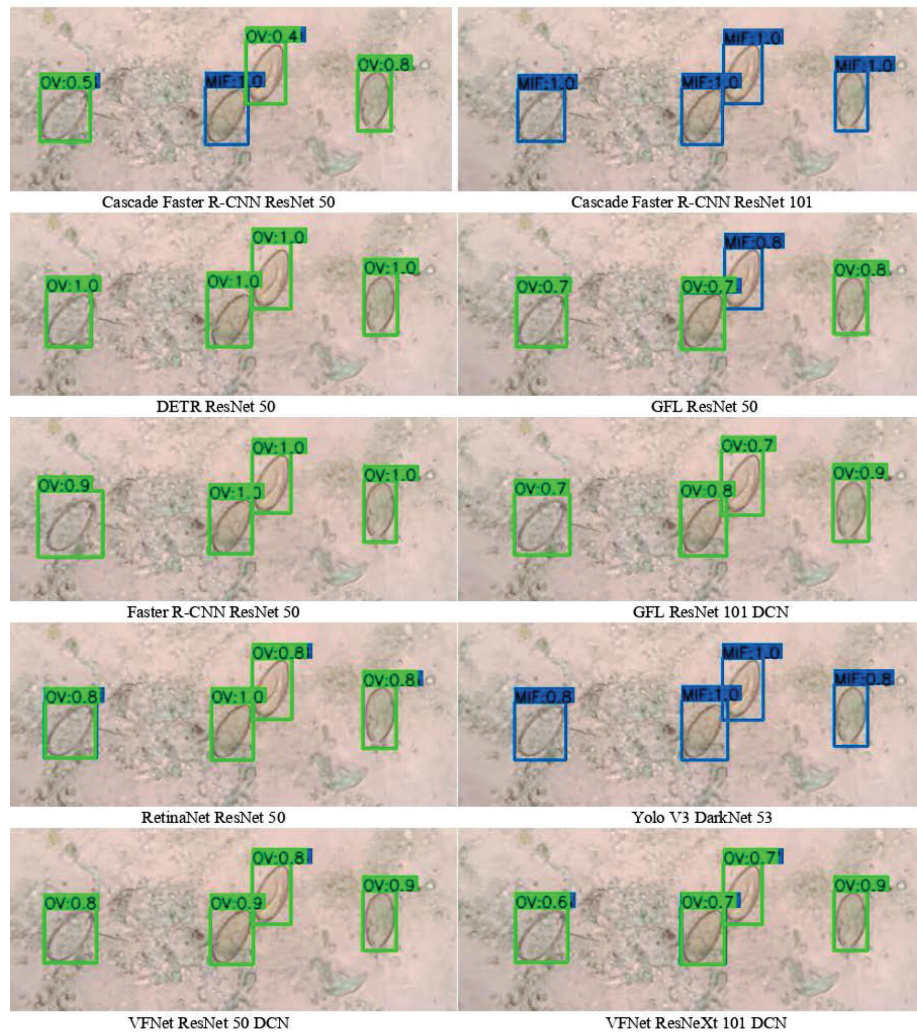 OV:0.5 MIF:1.0 OV:0.4 OV:0.8
MIF:1.0 MIF:1.0 MIF:1.0 MIF:1.0
Cascade Faster R-CNN ResNet 50
Cascade Faster R-CNN ResNet 101
OV:1.0 OV:1.0 OV:1.0 OV:1.0
OV:0.7 OV:0.7 MIF:0.8 OV:0.8
DETR ResNet 50
GFL ResNet 50
OV:0.9 OV:1.0 OV:1.0 OV:1.0
OV:0.7 OV:0.8 OV:0.7 OV:0.9
Faster R-CNN ResNet 50
GFL ResNet 101 DCN
OV:0.8 OV:1.0 OV:0.8 OV:0.8
MIF:0.8 MIF:1.0 MIF:1.0 MIF:0.8
RetinaNet ResNet 50
Yolo V3 DarkNet 53
OV:0.8 OV:0.9 OV:0.8 OV:0.9
OV:0.6 OV:0.7 OV:0.7 OV:0.9
VFNet ResNet 50 DCN
VFNet ResNeXt 101 DCN